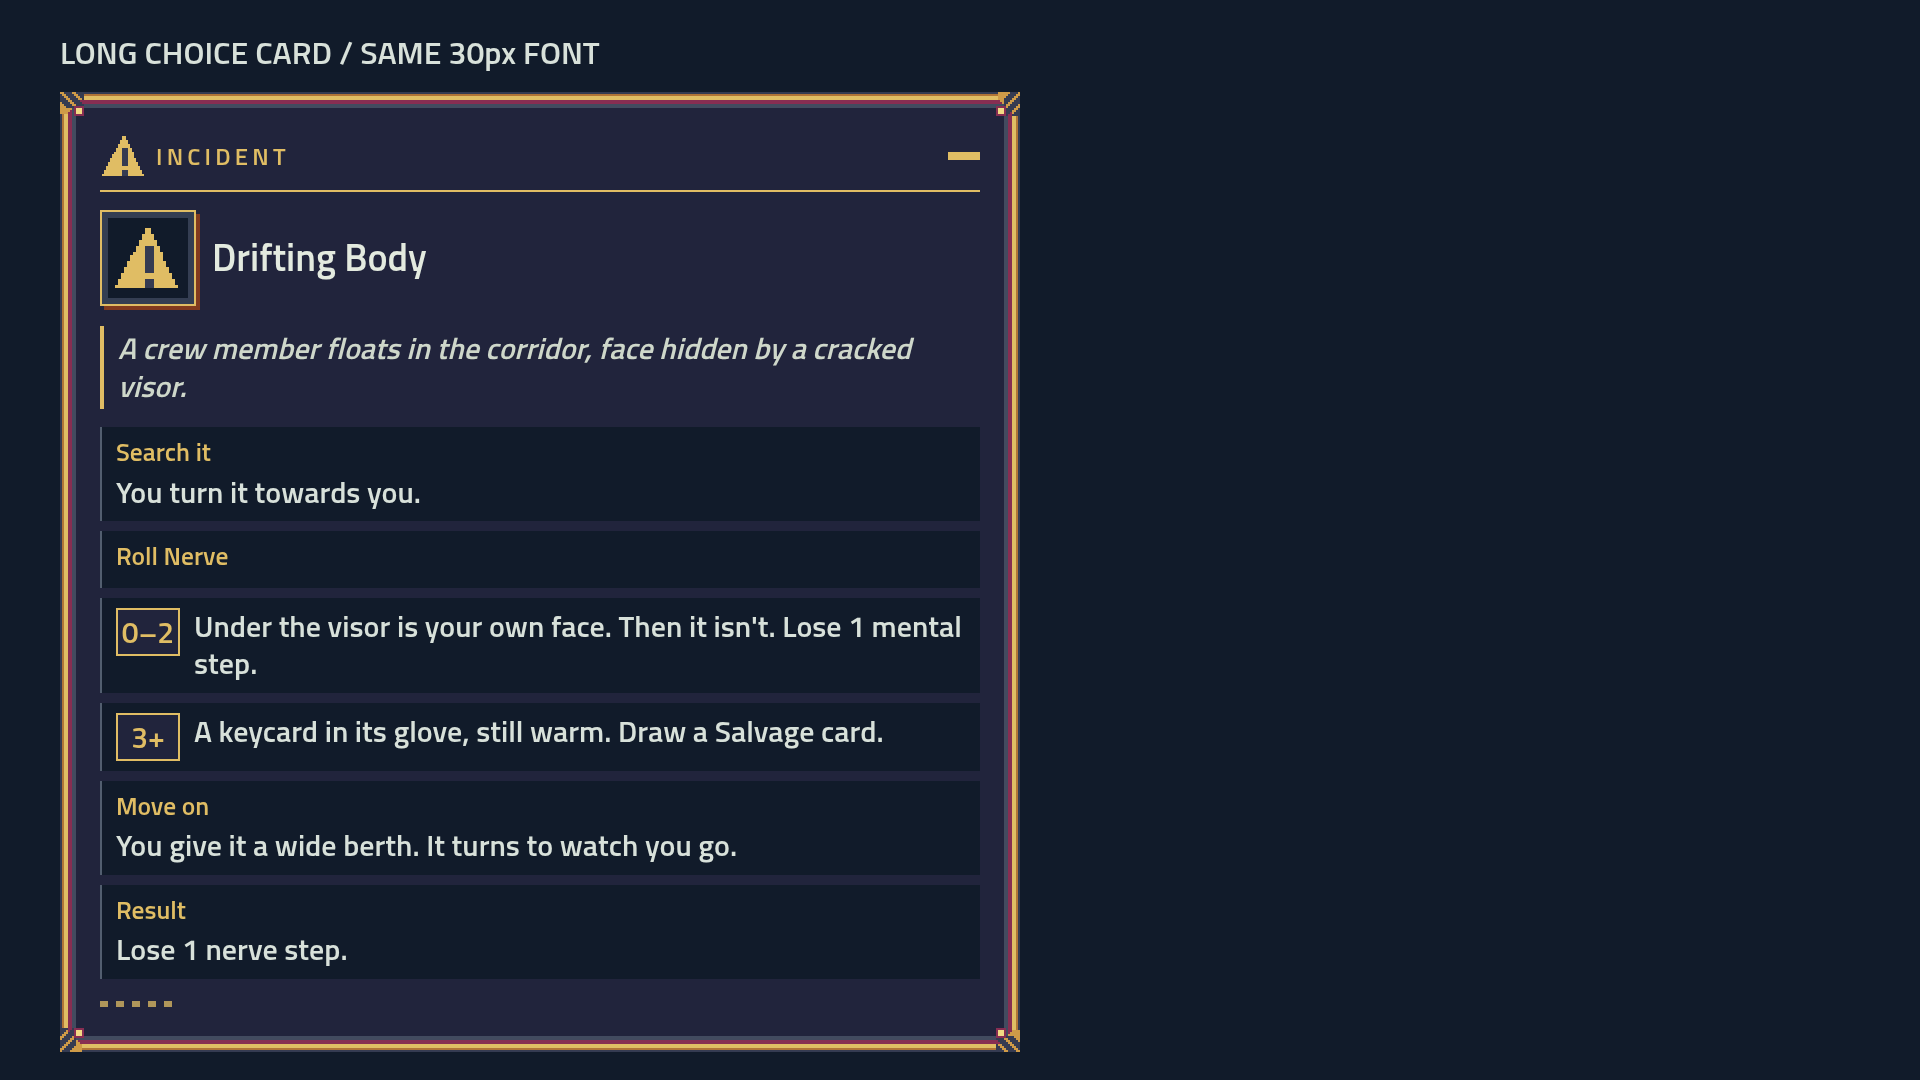 LONG CHOICE CARD / SAME 30px FONT
INCIDENT
Drifting Body
A crew member floats in the corridor, face hidden by a cracked
visor.
Search it
You turn it towards you.
Roll Nerve
0–2
Under the visor is your own face. Then it isn't. Lose 1 mental
step.
3+
A keycard in its glove, still warm. Draw a Salvage card.
Move on
You give it a wide berth. It turns to watch you go.
Result
Lose 1 nerve step.